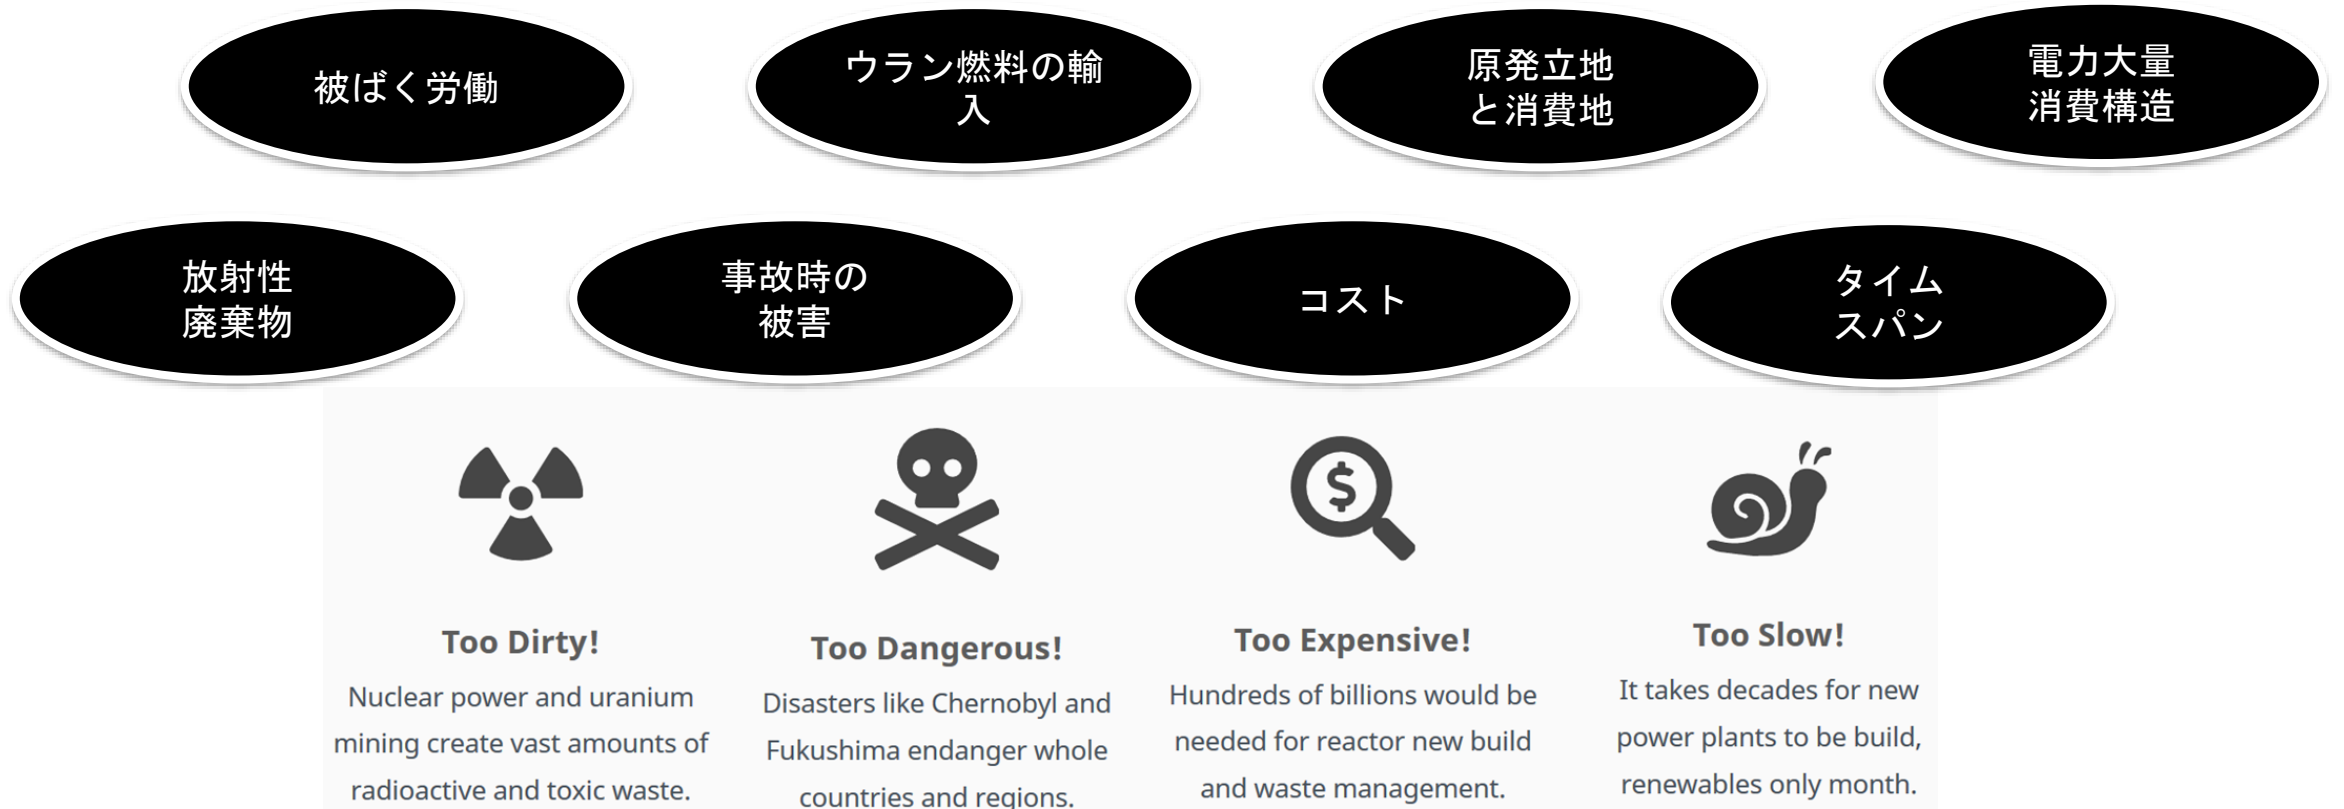 被ばく労働
ウラン燃料の輸
入
原発立地
と消費地
電力大量
消費構造
放射性
廃棄物
事故時の
被害
コスト
タイム
スパン
Too Dirty!
Nuclear power and uranium
mining create vast amounts of
radioactive and toxic waste.
Too Dangerous!
Disasters like Chernobyl and
Fukushima endanger whole
countries and regions.
Too Expensive!
Hundreds of billions would be
needed for reactor new build
and waste management.
Too Slow!
It takes decades for new
power plants to be build,
renewables only month.